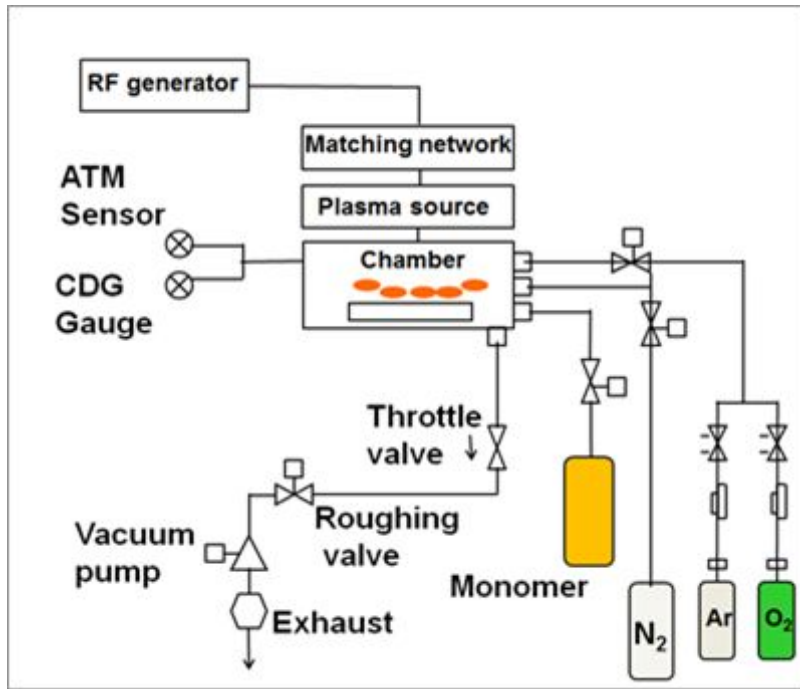 RF generator
Matching network
Plasma source
ATM
Sensor
CDG
Gauge
Chamber
Throttle
valve
Roughing
valve
Vacuum
pump
Exhaust
Monomer
N₂
Ar
O₂